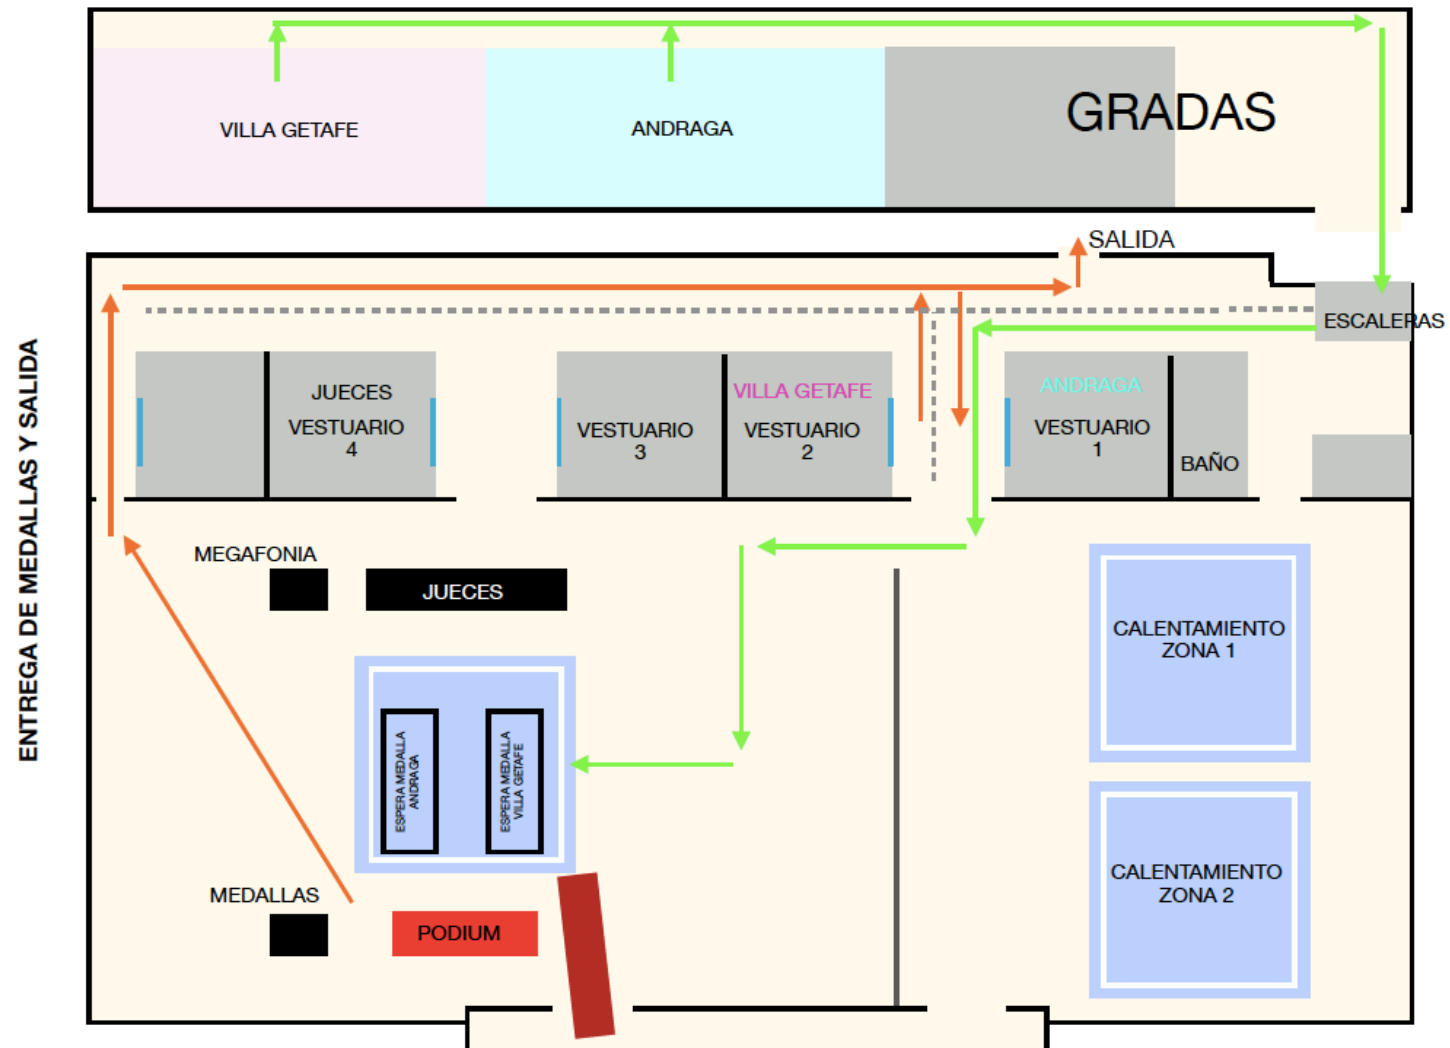 GRADAS
VILLA GETAFE
ANDRAGA
SALIDA
ESCALERAS
ENTREGA DE MEDALLAS Y SALIDA
JUECES
VESTUARIO
4
VESTUARIO
3
VILLA GETAFE
VESTUARIO
2
ANDRAGA
VESTUARIO
1
BAÑO
MEGAFONIA
JUECES
CALENTAMIENTO
ZONA 1
ESPERA MEDALLA
ANDRAGA
ESPERA MEDALLA
VILLA GETAFE
CALENTAMIENTO
ZONA 2
MEDALLAS
PODIUM